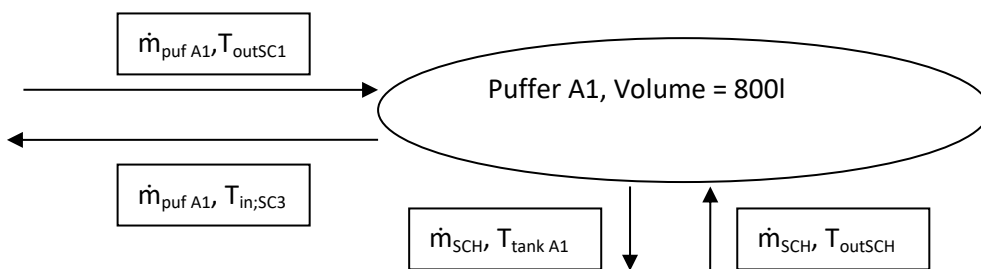 ṁpuf A1,ToutSC1
Puffer A1, Volume = 800l
ṁpuf A1, Tin;SC3
ṁSCH, Ttank A1
ṁSCH, ToutSCH